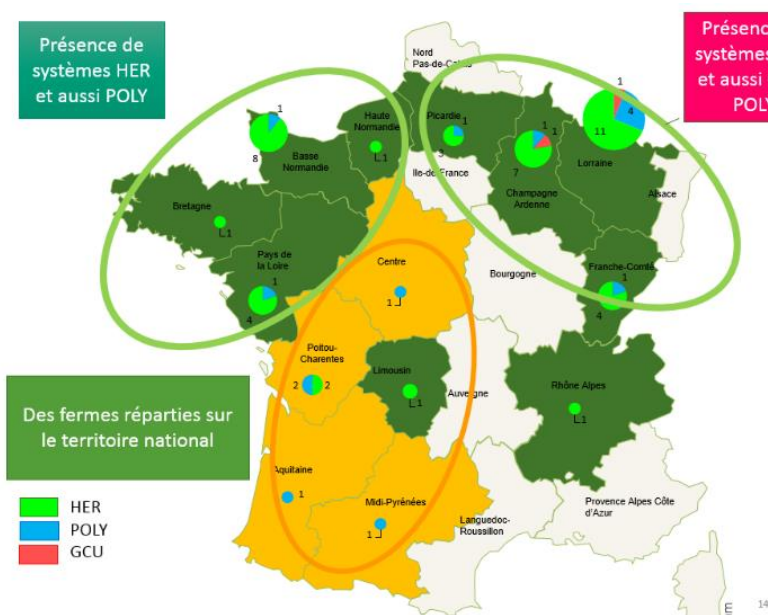 Présence de
systèmes HER
et aussi POLY
Présence
systèmes
et aussi
POLY
Nord
Pas-de-Calais
1
4
11
1
8
Haute
Normandie
1
Picardie
1
3
1
1
7
Basse
Normandie
Ile-de-France
Champagne
Ardenne
Lorraine
Alsace
Bretagne
1
Pays de
la Loire
1
4
Centre
1
Bourgogne
Franche-Comté
1
4
Poitou-
Charentes
2
2
Limousin
1
Auvergne
Rhône Alpes
1
Des fermes réparties sur
le territoire national
Aquitaine
1
Midi-Pyrénées
1
Languedoc-
Roussillon
Provence Alpes Côte
d'Azur
HER
POLY
GCU
14